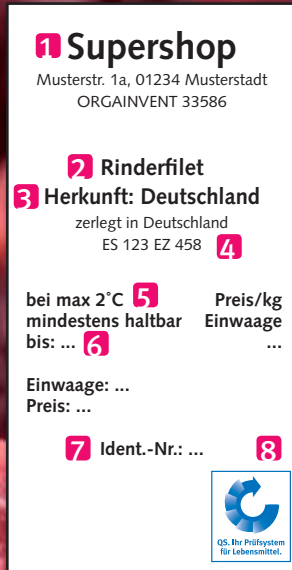 1 Supershop
Musterstr. 1a, 01234 Musterstadt
ORGAINVENT 33586
2 Rinderfilet
3 Herkunft: Deutschland
zerlegt in Deutschland
ES 123 EZ 458 4
bei max 2°C 5 Preis/kg
mindestens haltbar Einwaage
bis: ... 6 ...
Einwaage: ...
Preis: ...
7 Ident.-Nr.: ... 8
QS. Ihr Prüfsystem
für Lebensmittel.